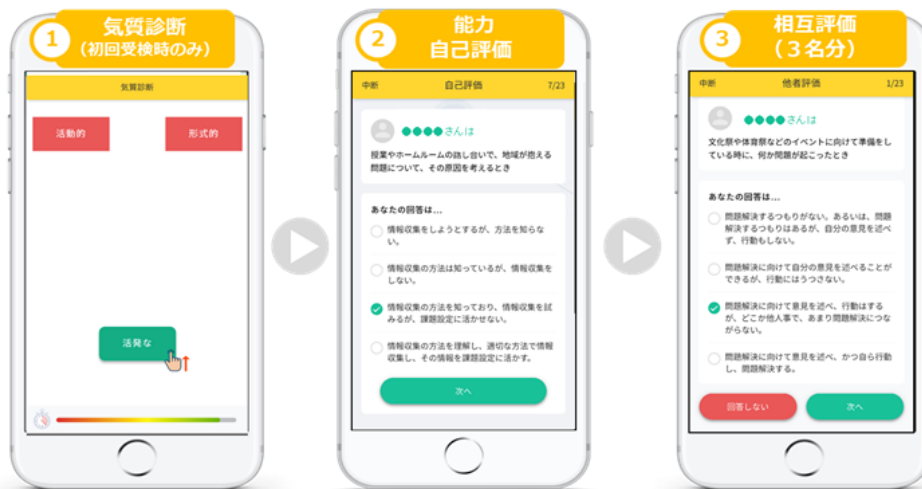 1
気質診断
（初回受検時のみ）
気質診断
活動的
形式的
活発な
2
能力
自己評価
中断
自己評価
7/23
●●●●さんは
授業やホームルームの話し合いで、地域が抱える
問題について、その原因を考えるとき
あなたの回答は...
情報収集をしようとするが、方法を知らな
い。
情報収集の方法は知っているが、情報収集を
しない。
情報収集の方法を知っており、情報収集を試
みるが、課題設定に活かせない。
情報収集の方法を理解し、適切な方法で情報
収集し、その情報を課題設定に活かす。
次へ
3
相互評価
（３名分）
中断
他者評価
1/23
●●●●さんは
文化祭や体育祭などのイベントに向けて準備をし
ている時に、何か問題が起こったとき
あなたの回答は...
問題解決するつもりがない。あるいは、問題
解決するつもりはあるが、自分の意見を述べ
ず、行動もしない。
問題解決に向けて自分の意見を述べることが
できるが、行動にはうつさない。
問題解決に向けて意見を述べ、行動はする
が、どこか他人事で、あまり問題解決につな
がらない。
問題解決に向けて意見を述べ、かつ自ら行動
し、問題解決する。
回答しない
次へ